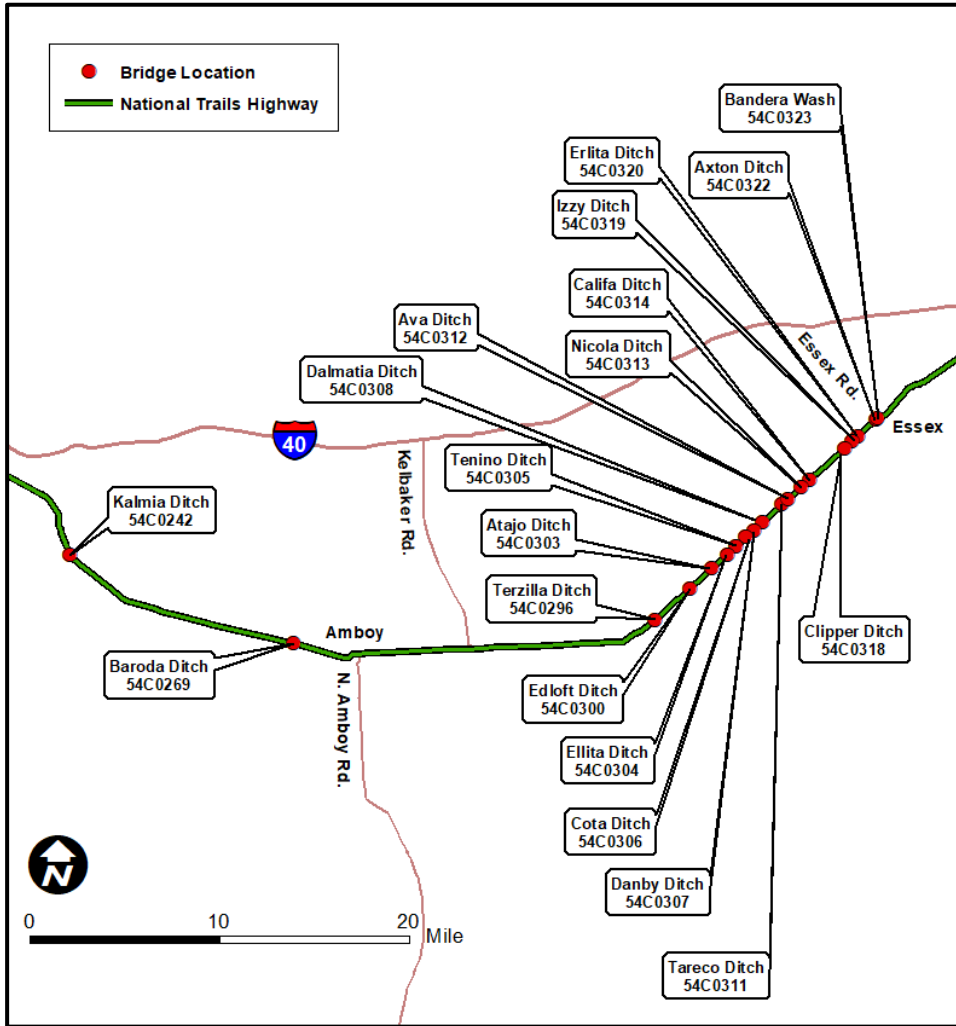 Bridge Location
National Trails Highway
Bandera Wash
54C0323
Erlita Ditch
54C0320
Axton Ditch
54C0322
Izzy Ditch
54C0319
Califa Ditch
54C0314
Ava Ditch
54C0312
Nicola Ditch
54C0313
Essex Rd.
Dalmatia Ditch
54C0308
40
Essex
Kelbaker Rd.
Tenino Ditch
54C0305
Kalmia Ditch
54C0242
Atajo Ditch
54C0303
Terzilla Ditch
54C0296
Amboy
Clipper Ditch
54C0318
Baroda Ditch
54C0269
N. Amboy Rd.
Edloft Ditch
54C0300
Ellita Ditch
54C0304
Cota Ditch
54C0306
Danby Ditch
54C0307
N
0 10 20
Mile
Tareco Ditch
54C0311